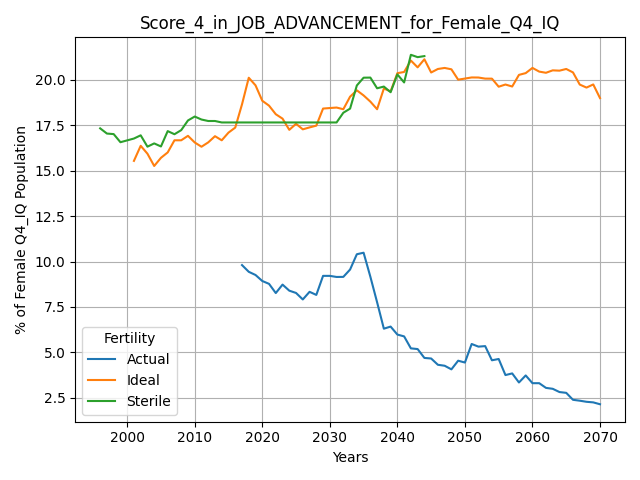 Score_4_in_JOB_ADVANCEMENT_for_Female_Q4_IQ
% of Female Q4_IQ Population
20.0
17.5
15.0
12.5
10.0
7.5
5.0
2.5
Fertility
Actual
Ideal
Sterile
2000 2010 2020 2030 2040 2050 2060 2070
Years